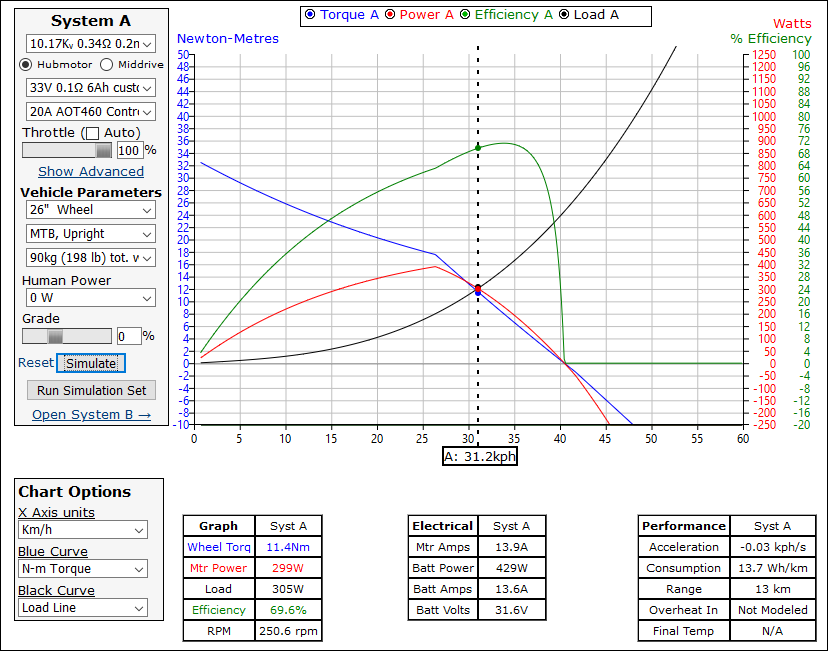 System A
10.17Kv 0.34Ω 0.2n
Hubmotor Middrive
33V 0.1Ω 6Ah custo
20A AOT460 Contro
Throttle ( Auto)
100 %
Show Advanced
Vehicle Parameters
26" Wheel
MTB, Upright
90kg (198 lb) tot. w
Human Power
0 W
Grade
0 %
Reset Simulate
Run Simulation Set
Open System B →
Torque A Power A Efficiency A Load A
Newton-Metres
Watts
% Efficiency
50 1250 100
48 1200 96
46 1150 92
44 1100 88
42 1050 84
40 1000 80
38 950 76
36 900 72
34 850 68
32 800 64
30 750 60
28 700 56
26 650 52
24 600 48
22 550 44
20 500 40
18 450 36
16 400 32
14 350 28
12 300 24
10 250 20
8 200 16
6 150 12
4 100 8
2 50 4
0 0 0
-2 -50 -4
-4 -100 -8
-6 -150 -12
-8 -200 -16
-10 -250 -20
0 5 10 15 20 25 30 35 40 45 50 55 60
A: 31.2kph
Chart Options
X Axis units
Km/h
Blue Curve
N-m Torque
Black Curve
Load Line
Graph Syst A
Wheel Torq 11.4Nm
Mtr Power 299W
Load 305W
Efficiency 69.6%
RPM 250.6 rpm
Electrical Syst A
Mtr Amps 13.9A
Batt Power 429W
Batt Amps 13.6A
Batt Volts 31.6V
Performance Syst A
Acceleration -0.03 kph/s
Consumption 13.7 Wh/km
Range 13 km
Overheat In Not Modeled
Final Temp N/A